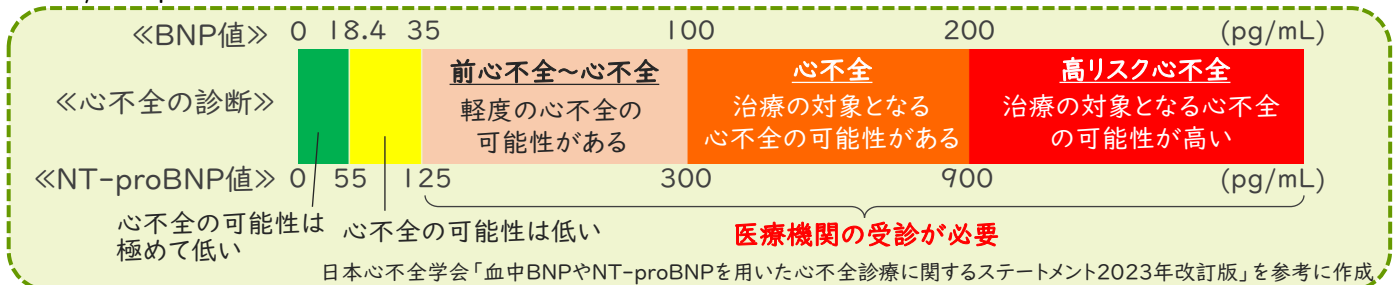 ≪BNP値≫ 0 18.4 35 100 200 (pg/mL)
前心不全～心不全 心不全 高リスク心不全
≪心不全の診断≫ 軽度の心不全の 治療の対象となる 治療の対象となる心不全
可能性がある 心不全の可能性がある の可能性が高い
≪NT-proBNP値≫ 0 55 125 300 900 (pg/mL)
心不全の可能性は
極めて低い
心不全の可能性は低い
医療機関の受診が必要
日本心不全学会「血中BNPやNT-proBNPを用いた心不全診療に関するステートメント2023年改訂版」を参考に作成